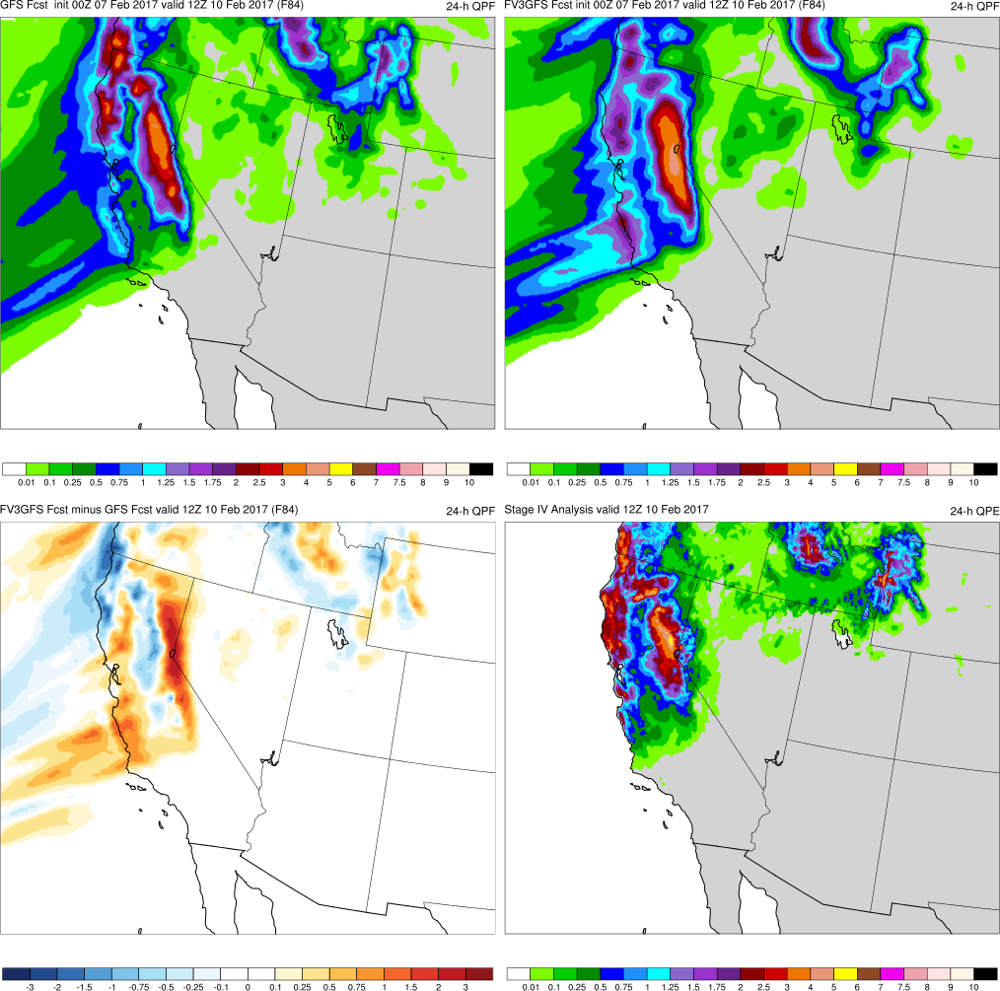 GFS Fcst init 00Z 07 Feb 2017 valid 12Z 10 Feb 2017 (F84) 24-h QPF
FV3GFS Fcst init 00Z 07 Feb 2017 valid 12Z 10 Feb 2017 (F84) 24-h QPF
0.01 0.1 0.25 0.5 0.75 1 1.25 1.5 1.75 2 2.5 3 4 5 6 7 7.5 8 9 10
0.01 0.1 0.25 0.5 0.75 1 1.25 1.5 1.75 2 2.5 3 4 5 6 7 7.5 8 9 10
FV3GFS Fcst minus GFS Fcst valid 12Z 10 Feb 2017 (F84) 24-h QPF
Stage IV Analysis valid 12Z 10 Feb 2017 24-h QPE
-3 -2 -1.5 -1 -0.75 -0.5 -0.25 -0.1 0 0.1 0.25 0.5 0.75 1 1.5 2 3
0.01 0.1 0.25 0.5 0.75 1 1.25 1.5 1.75 2 2.5 3 4 5 6 7 7.5 8 9 10